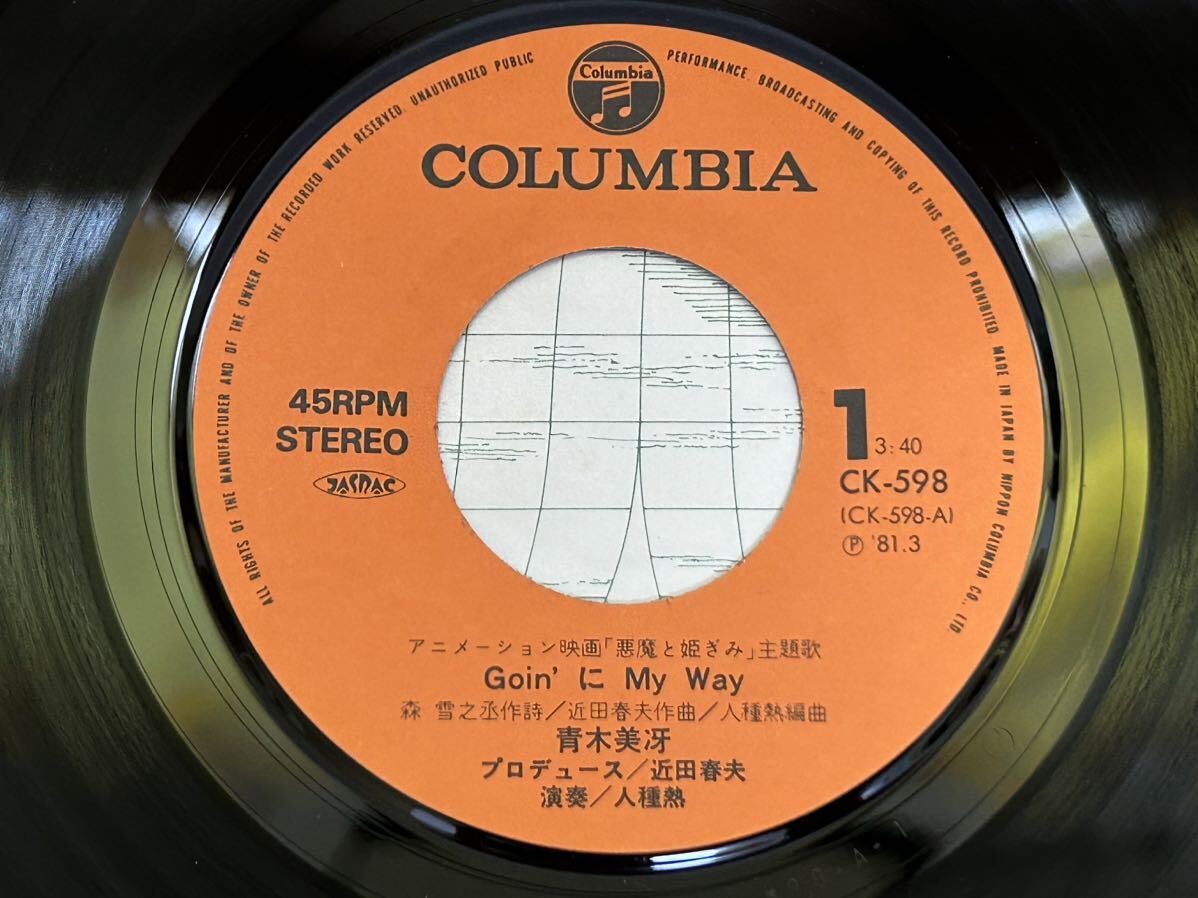 ALL RIGHTS OF THE MANUFACTURER AND OF THE OWNER OF THE RECORDED WORK RESERVED. UNAUTHORIZED PUBLIC PERFORMANCE. BROADCASTING AND COPYING OF THIS RECORD PROHIBITED MADE IN JAPAN BY NIPPON COLUMBIA CO., LTD.
Columbia
COLUMBIA
45RPM
STEREO
JASRAC
1
3:40
CK-598
(CK-598-A)
Ⓟ '81.3
アニメーション映画「悪魔と姫ぎみ」主題歌
Goin' に My Way
森 雪之丞作詩/近田春夫作曲/人種熱編曲
青木美冴
プロデュース/近田春夫
演奏/人種熱